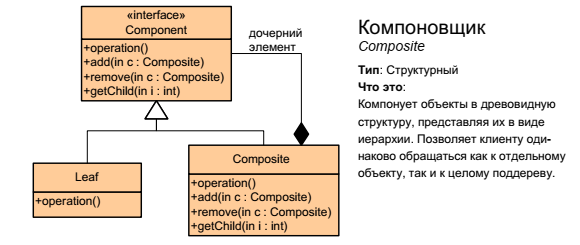 «interface»
Component
+operation()
+add(in c : Composite)
+remove(in c : Composite)
+getChild(in i : int)
дочерний
элемент
Leaf
+operation()
Composite
+operation()
+add(in c : Composite)
+remove(in c : Composite)
+getChild(in i : int)
Компоновщик
Composite
Тип: Структурный
Что это:
Компонует объекты в древовидную
структуру, представляя их в виде
иерархии. Позволяет клиенту оди-
наково обращаться как к отдельному
объекту, так и к целому поддереву.